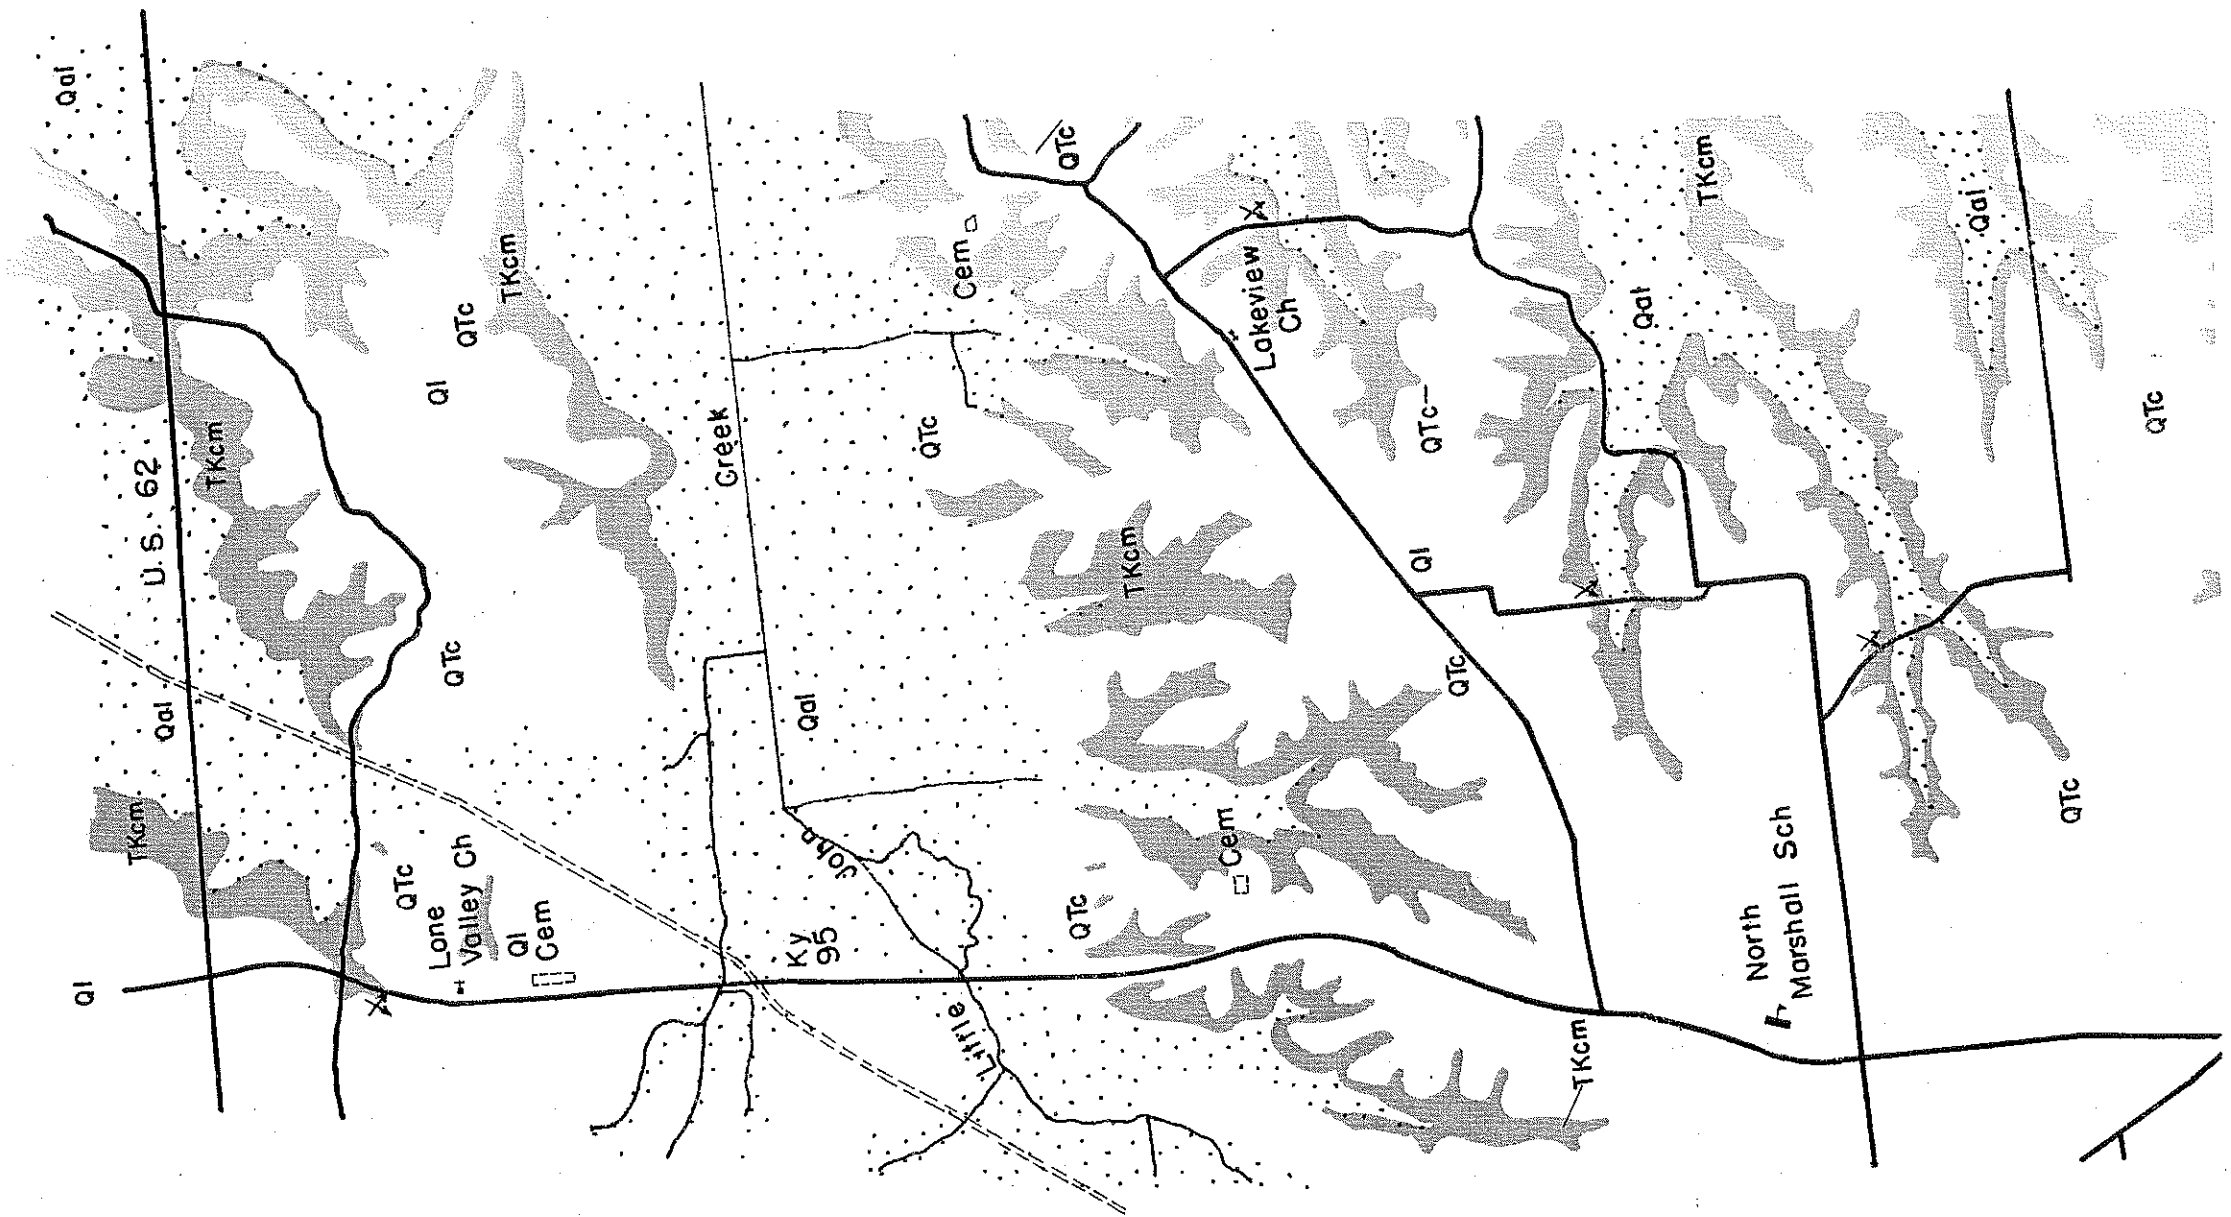 Qal
U.S. 62
TKcm
Qal
TKcm
Ql
TKcm
QTc
Ql
QTc
QTc
Lone
Valley Ch
Ql
Cem
Creek
Qal
John
Ky
95
Little
Cem
QTc
TKcm
QTc
Cem
QTc
Lakeview
Ch
QTc
Ql
QTc
TKcm
Qal
TKcm
Qal
North
Marshall Sch
QTc
QTc